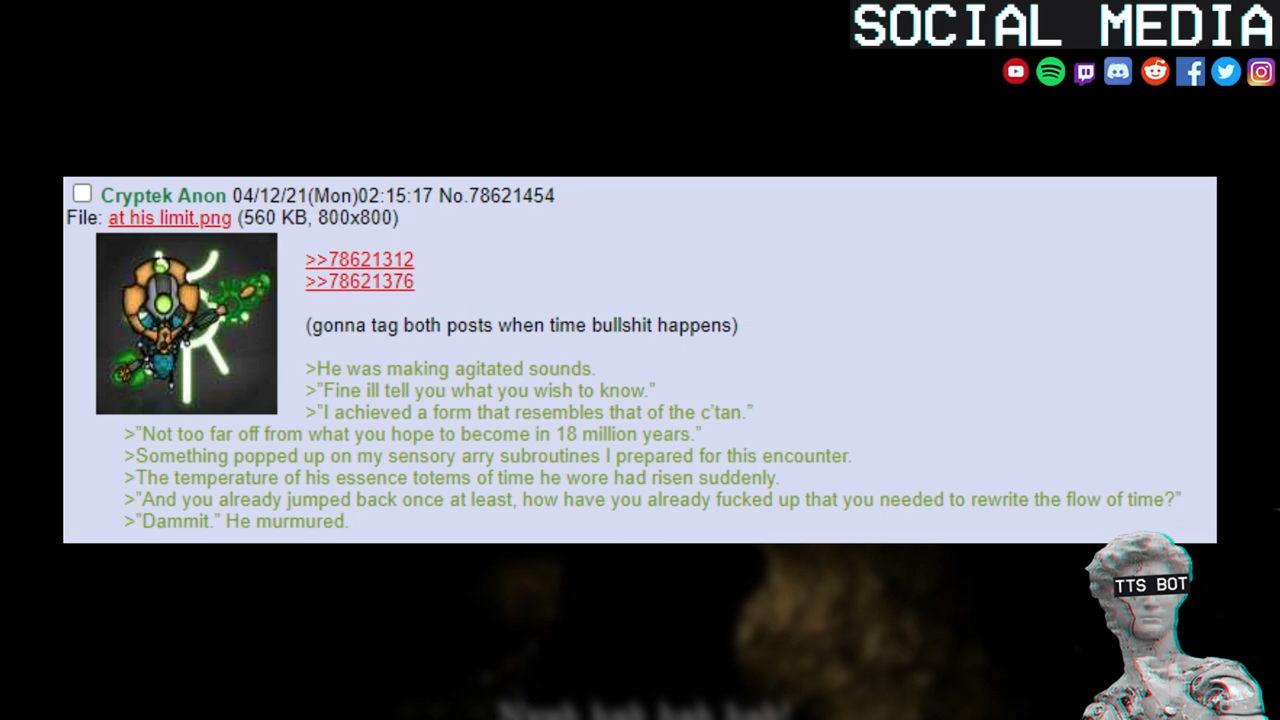 SOCIAL MEDIA
Cryptek Anon 04/12/21(Mon)02:15:17 No.78621454
File: at his limit.png (560 KB, 800x800)
>>78621312
>>78621376
(gonna tag both posts when time bullshit happens)
>He was making agitated sounds.
>"Fine ill tell you what you wish to know."
>"I achieved a form that resembles that of the c'tan."
>"Not too far off from what you hope to become in 18 million years."
>Something popped up on my sensory arry subroutines I prepared for this encounter.
>The temperature of his essence totems of time he wore had risen suddenly.
>"And you already jumped back once at least, how have you already fucked up that you needed to rewrite the flow of time?"
>"Dammit." He murmured.
TTS BOT